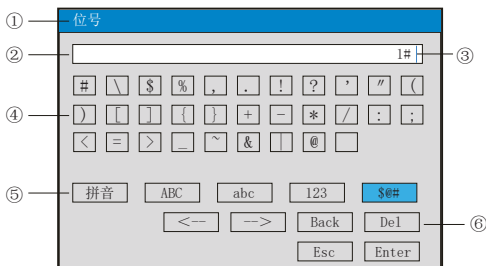 ① 位号
② 1# ③
# \ $ % , . ! ? ' " (
④ ) [ ] { } + - * / : ;
< = > _ ~ & | @
⑤ 拼音 ABC abc 123 $@#
<-- --> Back Del ⑥
Esc Enter